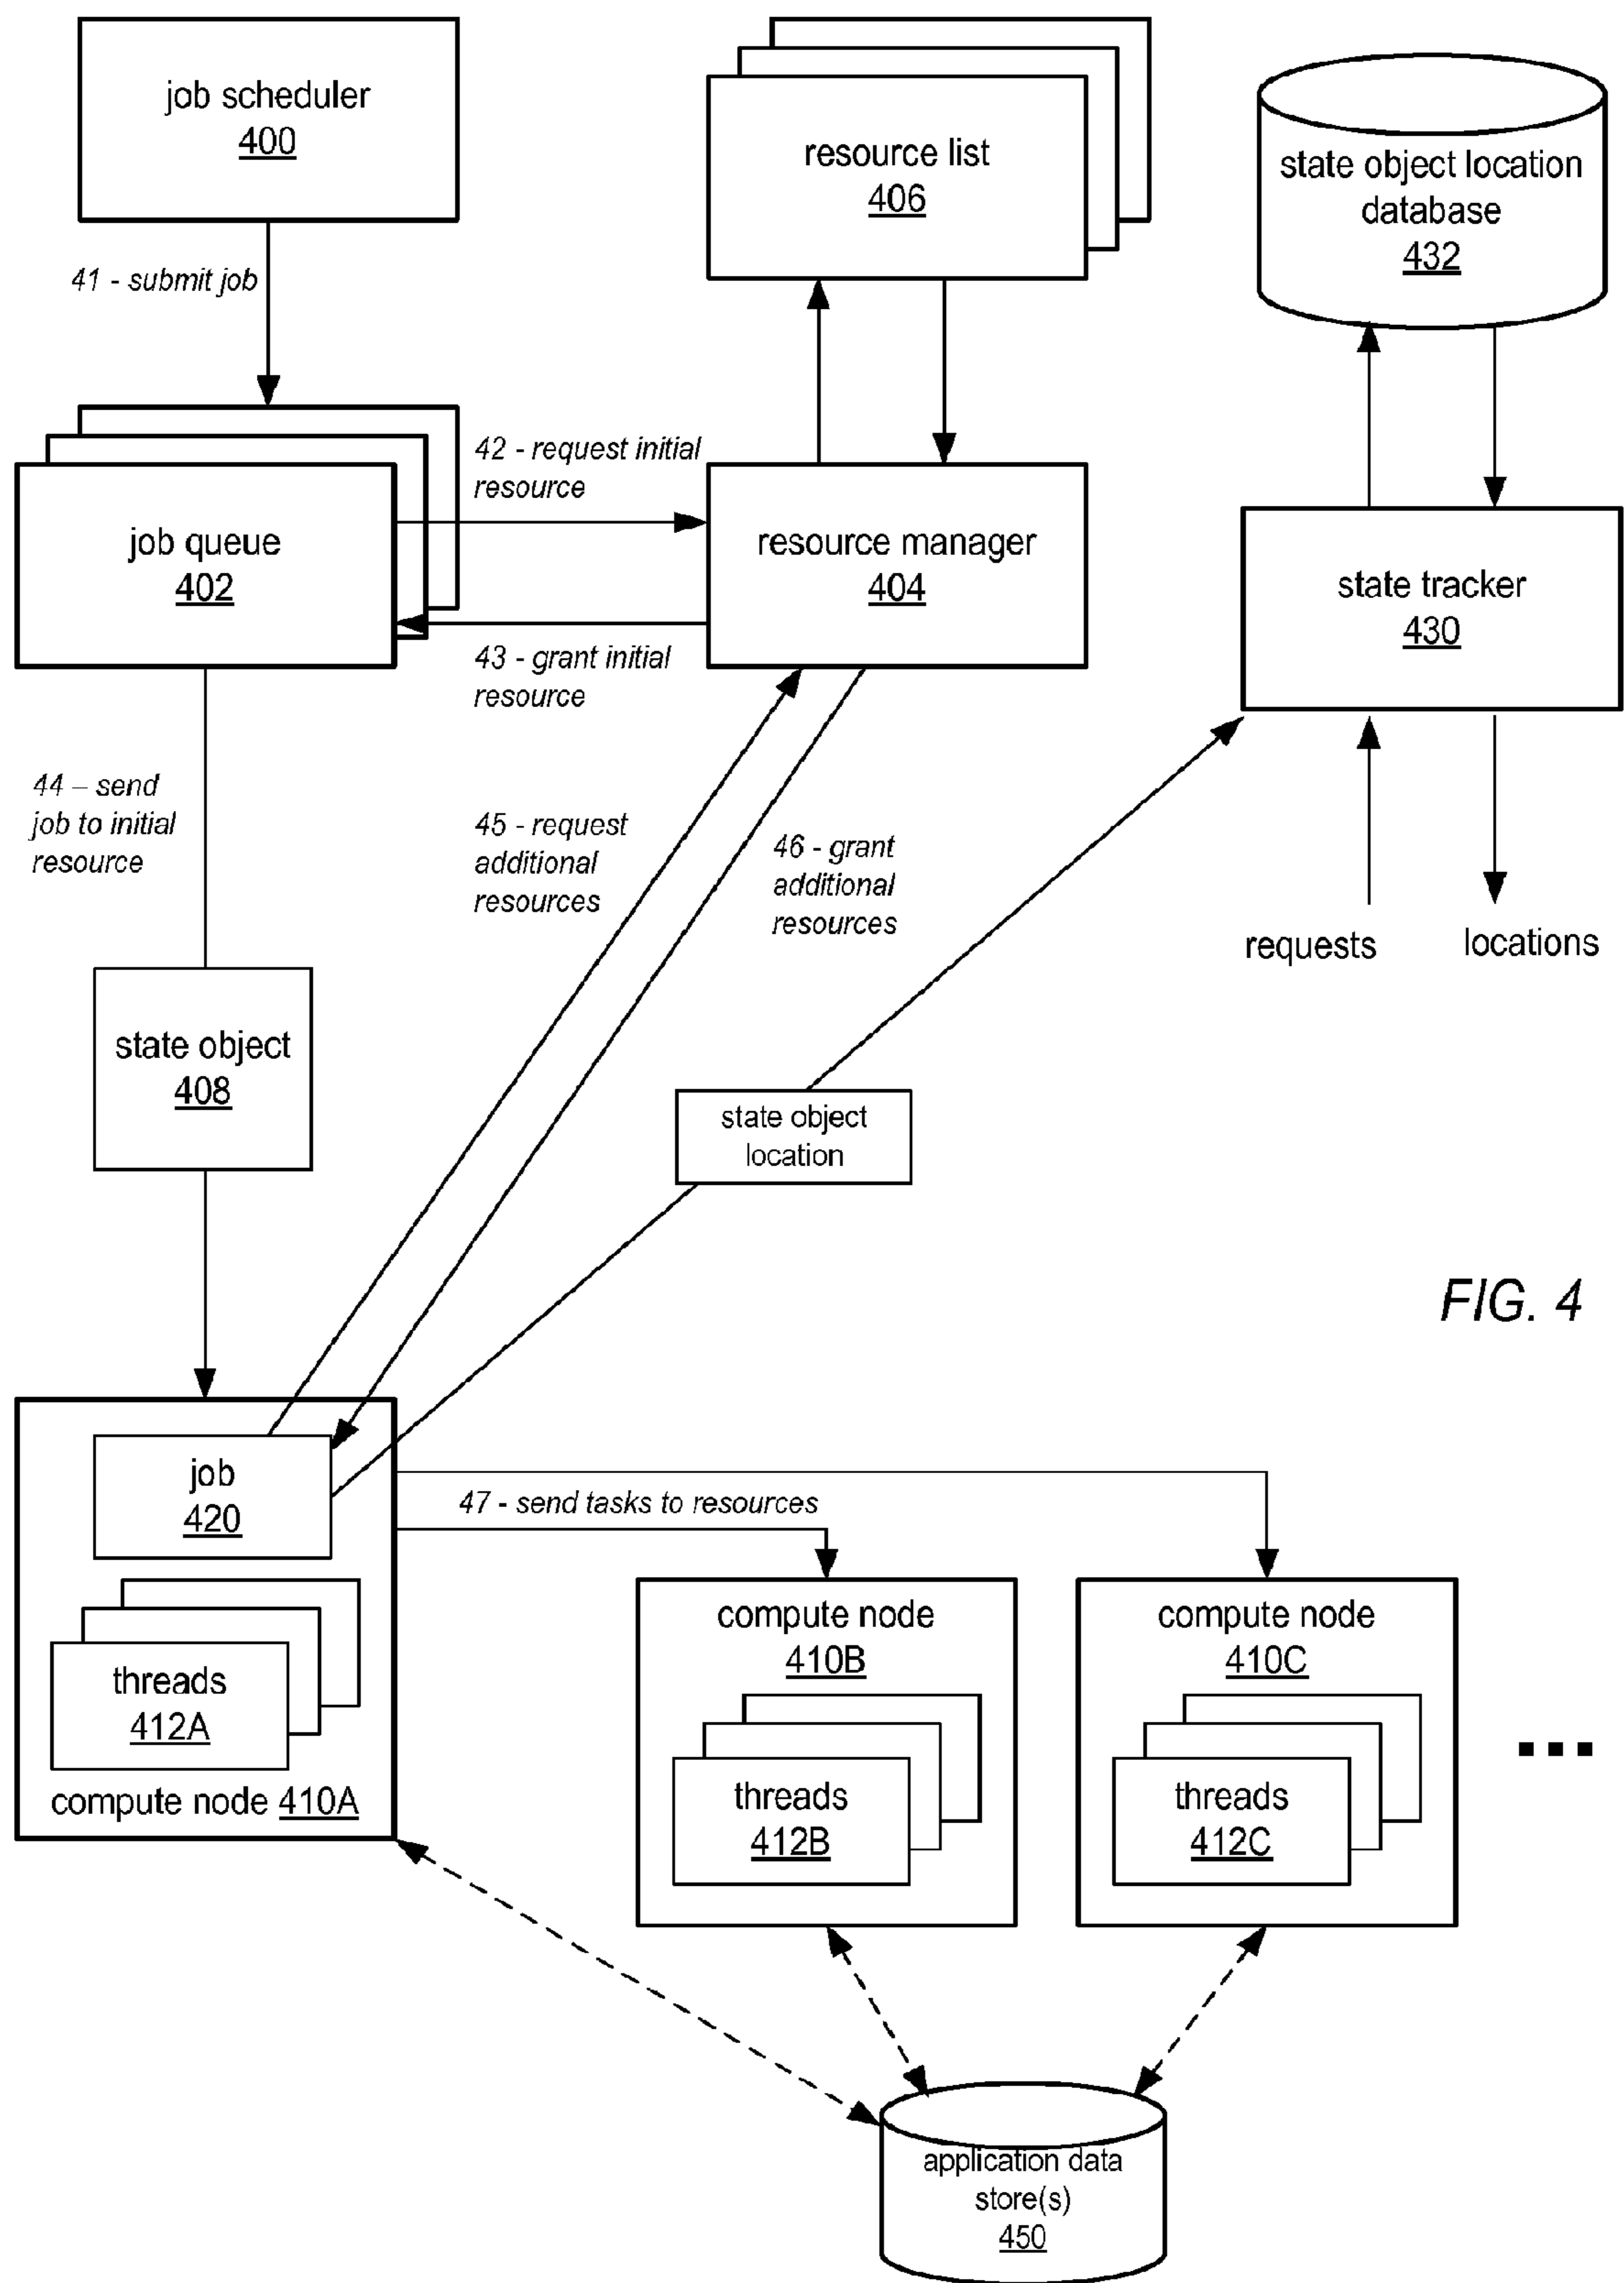 job scheduler
400
resource list
406
state object location
database
432
41 - submit job
42 - request initial
resource
job queue
402
resource manager
404
state tracker
430
43 - grant initial
resource
44 – send
job to initial
resource
45 - request
additional
resources
46 - grant
additional
resources
requests
locations
state object
408
state object
location
FIG. 4
job
420
47 - send tasks to resources
threads
412A
compute node 410A
compute node
410B
threads
412B
compute node
410C
threads
412C
application data
store(s)
450